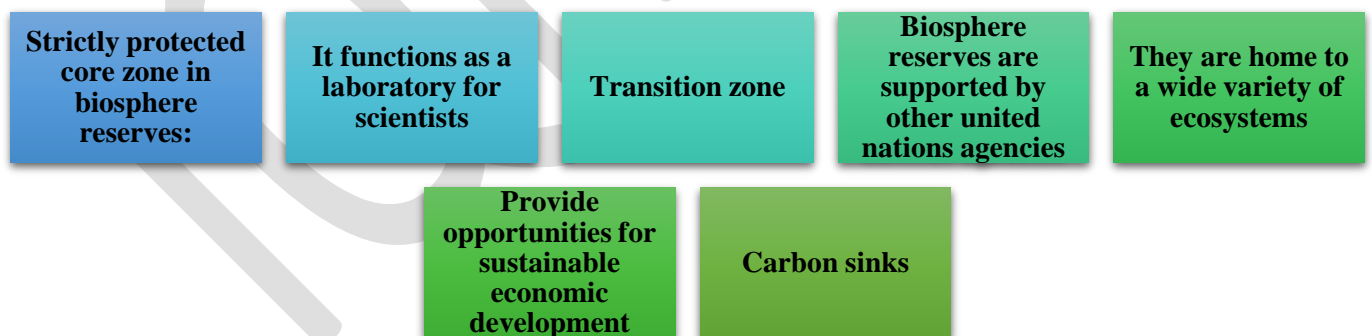 Strictly protected
core zone in
biosphere
reserves:
It functions as a
laboratory for
scientists
Transition zone
Biosphere
reserves are
supported by
other united
nations agencies
They are home to
a wide variety of
ecosystems
Provide
opportunities for
sustainable
economic
development
Carbon sinks